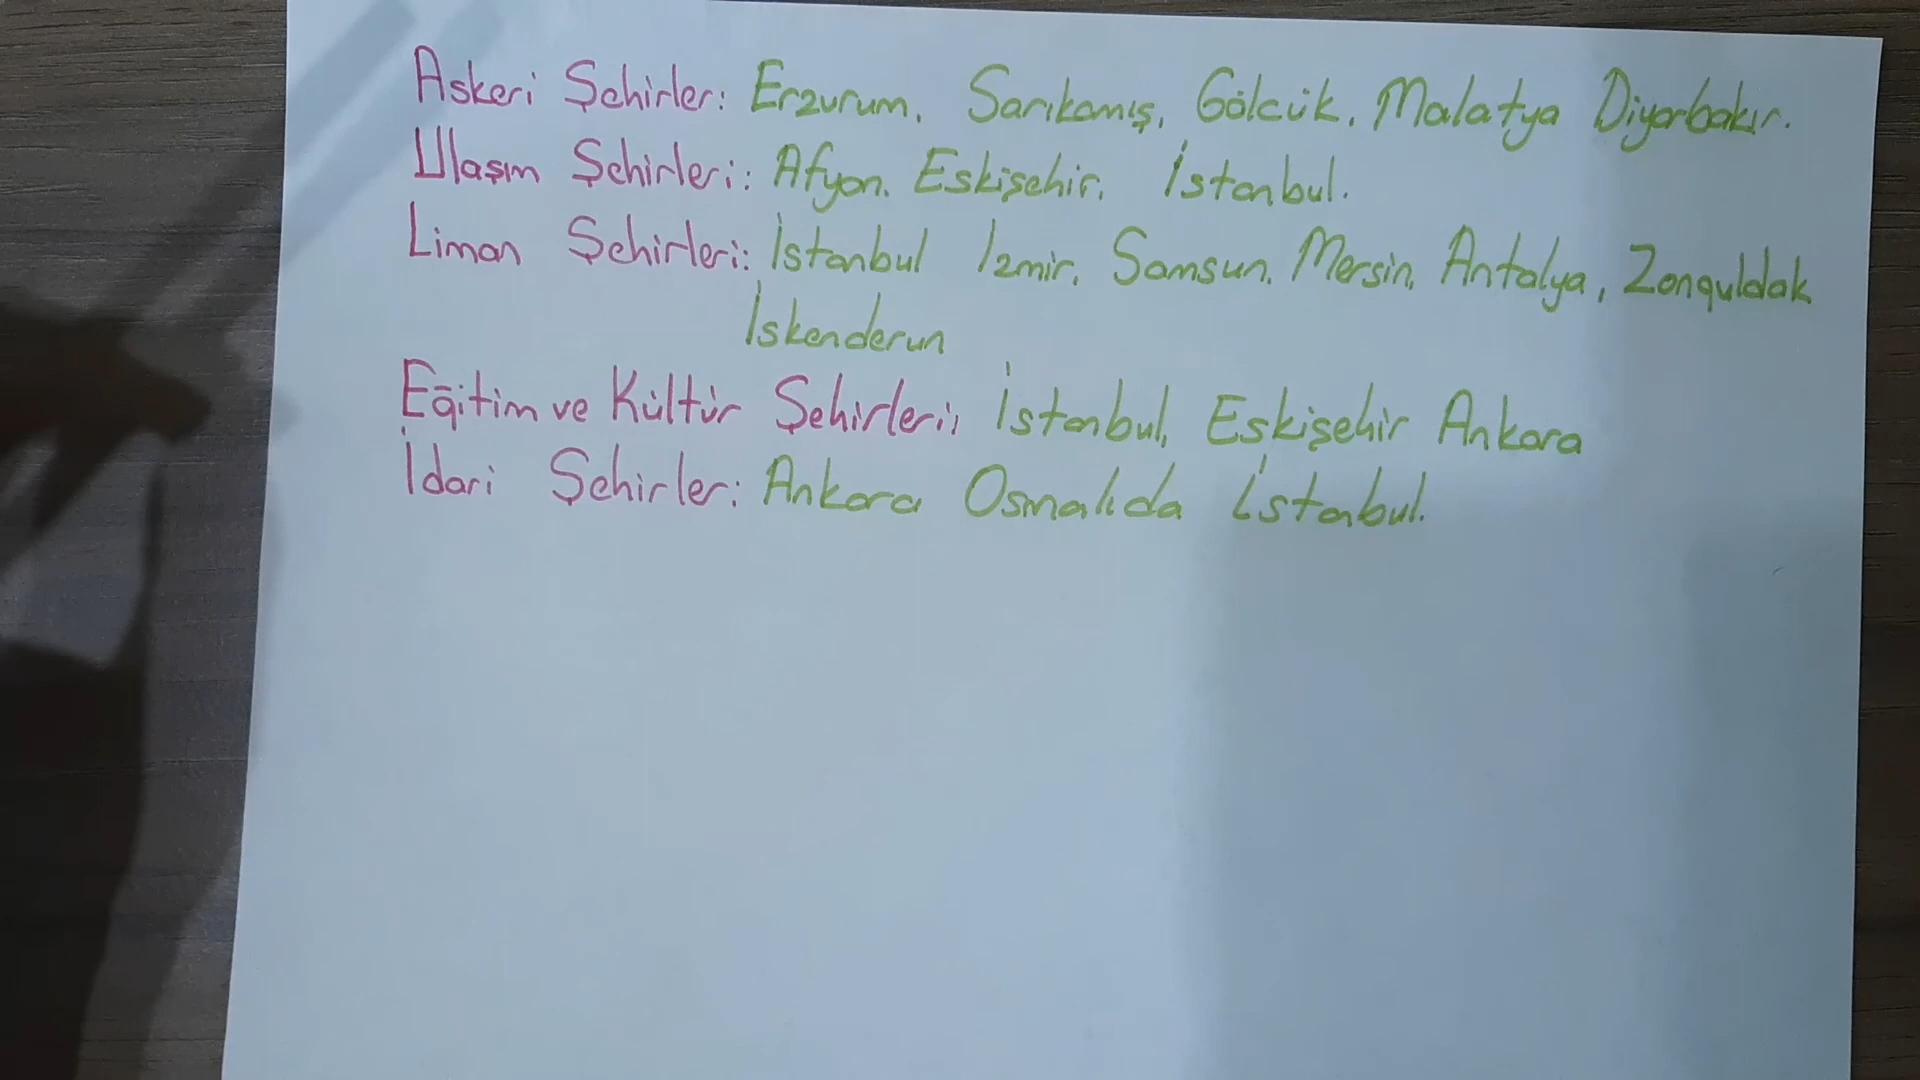 Askeri Şehirler: Erzurum, Sarıkamış, Gölcük, Malatya Diyarbakır.
Ulaşım Şehirleri: Afyon. Eskişehir. İstanbul.
Liman Şehirleri: İstanbul İzmir, Samsun, Mersin, Antalya, Zonguldak
İskenderun
Eğitim ve Kültür Şehirleri; İstanbul, Eskişehir Ankara
İdari Şehirler: Ankara Osmalıda İstanbul.